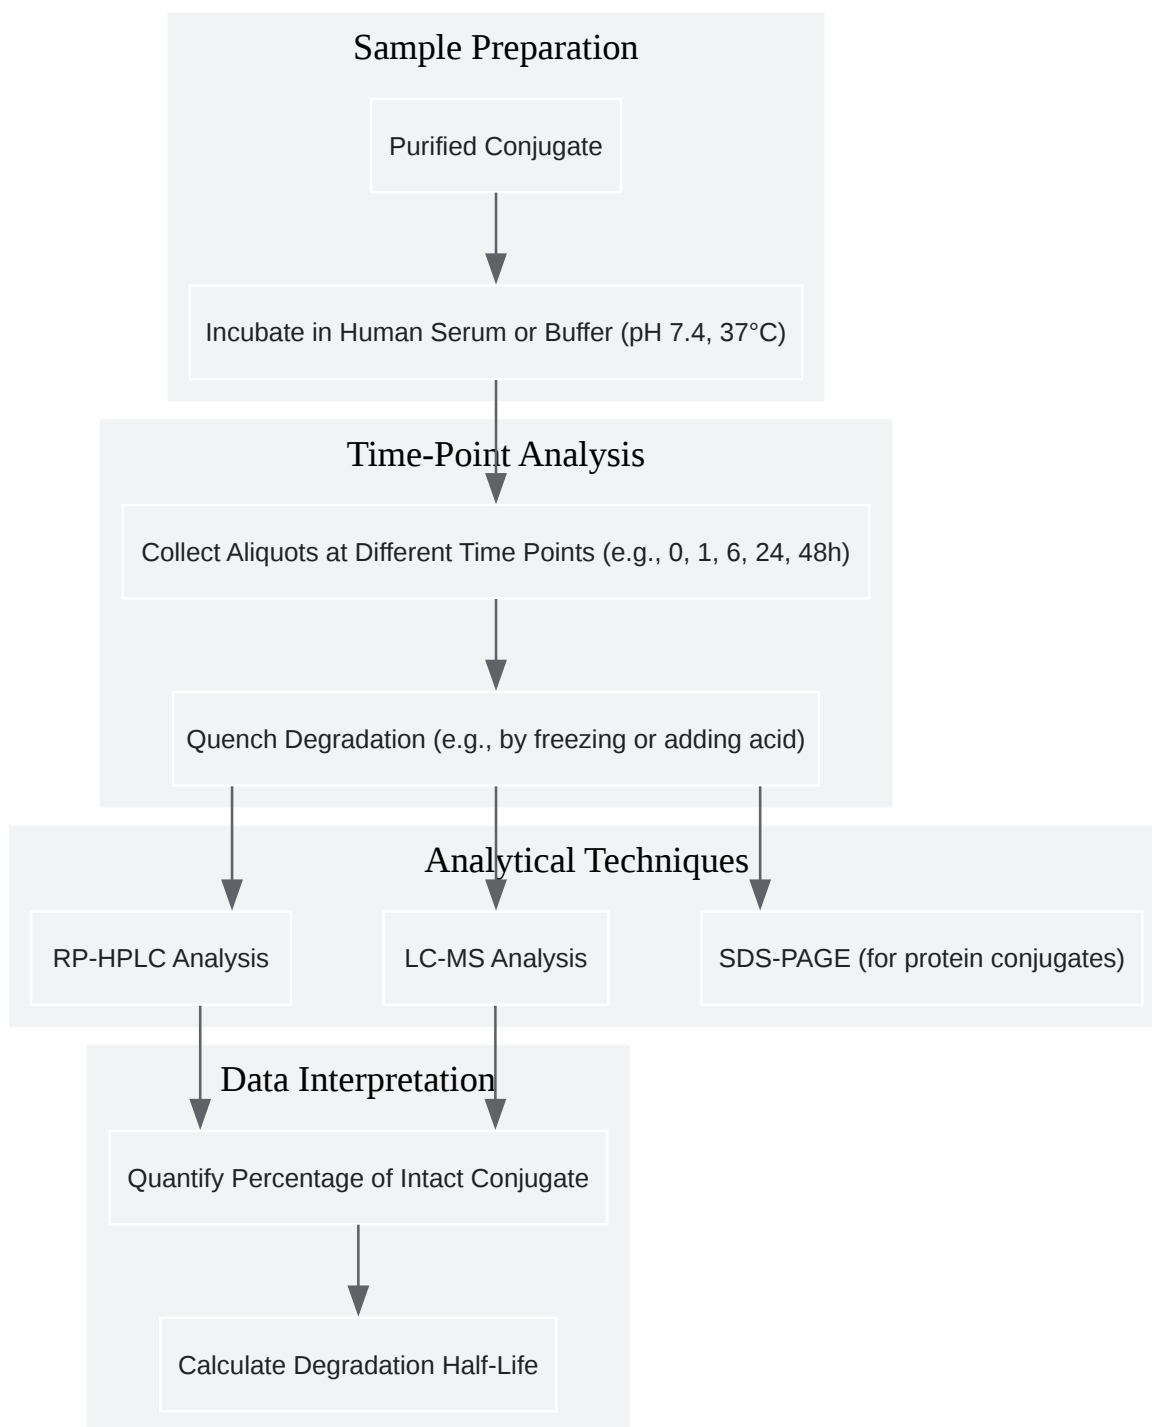 Sample Preparation
Purified Conjugate
Incubate in Human Serum or Buffer (pH 7.4, 37°C)
Time-Point Analysis
Collect Aliquots at Different Time Points (e.g., 0, 1, 6, 24, 48h)
Quench Degradation (e.g., by freezing or adding acid)
Analytical Techniques
RP-HPLC Analysis
LC-MS Analysis
SDS-PAGE (for protein conjugates)
Data Interpretation
Quantify Percentage of Intact Conjugate
Calculate Degradation Half-Life